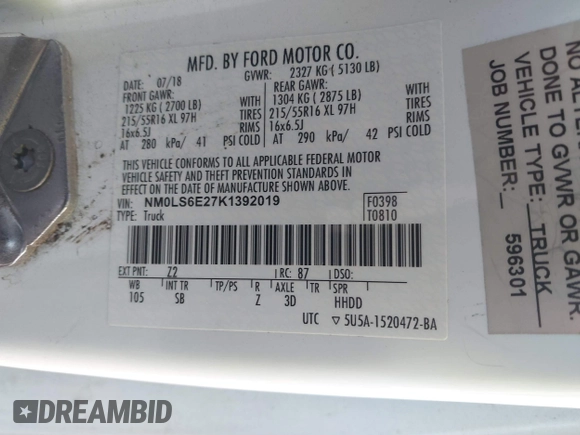 MFD. BY FORD MOTOR CO.
DATE: 07/18
GVWR: 2327 KG ( 5130 LB)
FRONT GAWR:
REAR GAWR:
1225 KG ( 2700 LB)
1304 KG ( 2875 LB)
215/55R16 XL 97H TIRES
215/55R16 XL 97H
16x6.5J RIMS
16x6.5J
AT 280 kPa/ 41 PSI COLD
AT 290 kPa/ 42 PSI COLD
THIS VEHICLE CONFORMS TO ALL APPLICABLE FEDERAL MOTOR
VEHICLE SAFETY AND THEFT PREVENTION STANDARDS IN
EFFECT ON THE DATE OF MANUFACTURE SHOWN ABOVE.
VIN: NM0LS6E27K1392019
TYPE: Truck
F0398
T0810
EXT PNT: Z2 RC: 87 DSO:
WB INT TR TP/PS R AXLE TR SPR
105 SB Z 3D HHDD
UTC ▽ 5U5A-1520472-BA
NO
DONE TO GVWR OR GAWR.
VEHICLE TYPE: TRUCK
JOB NUMBER: 596301
DREAMBID